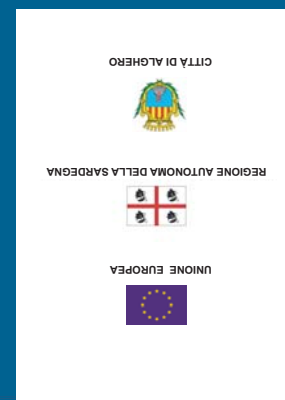 UNIONE EUROPEA
REGIONE AUTONOMA DELLA SARDEGNA
CITTÀ DI ALGHERO